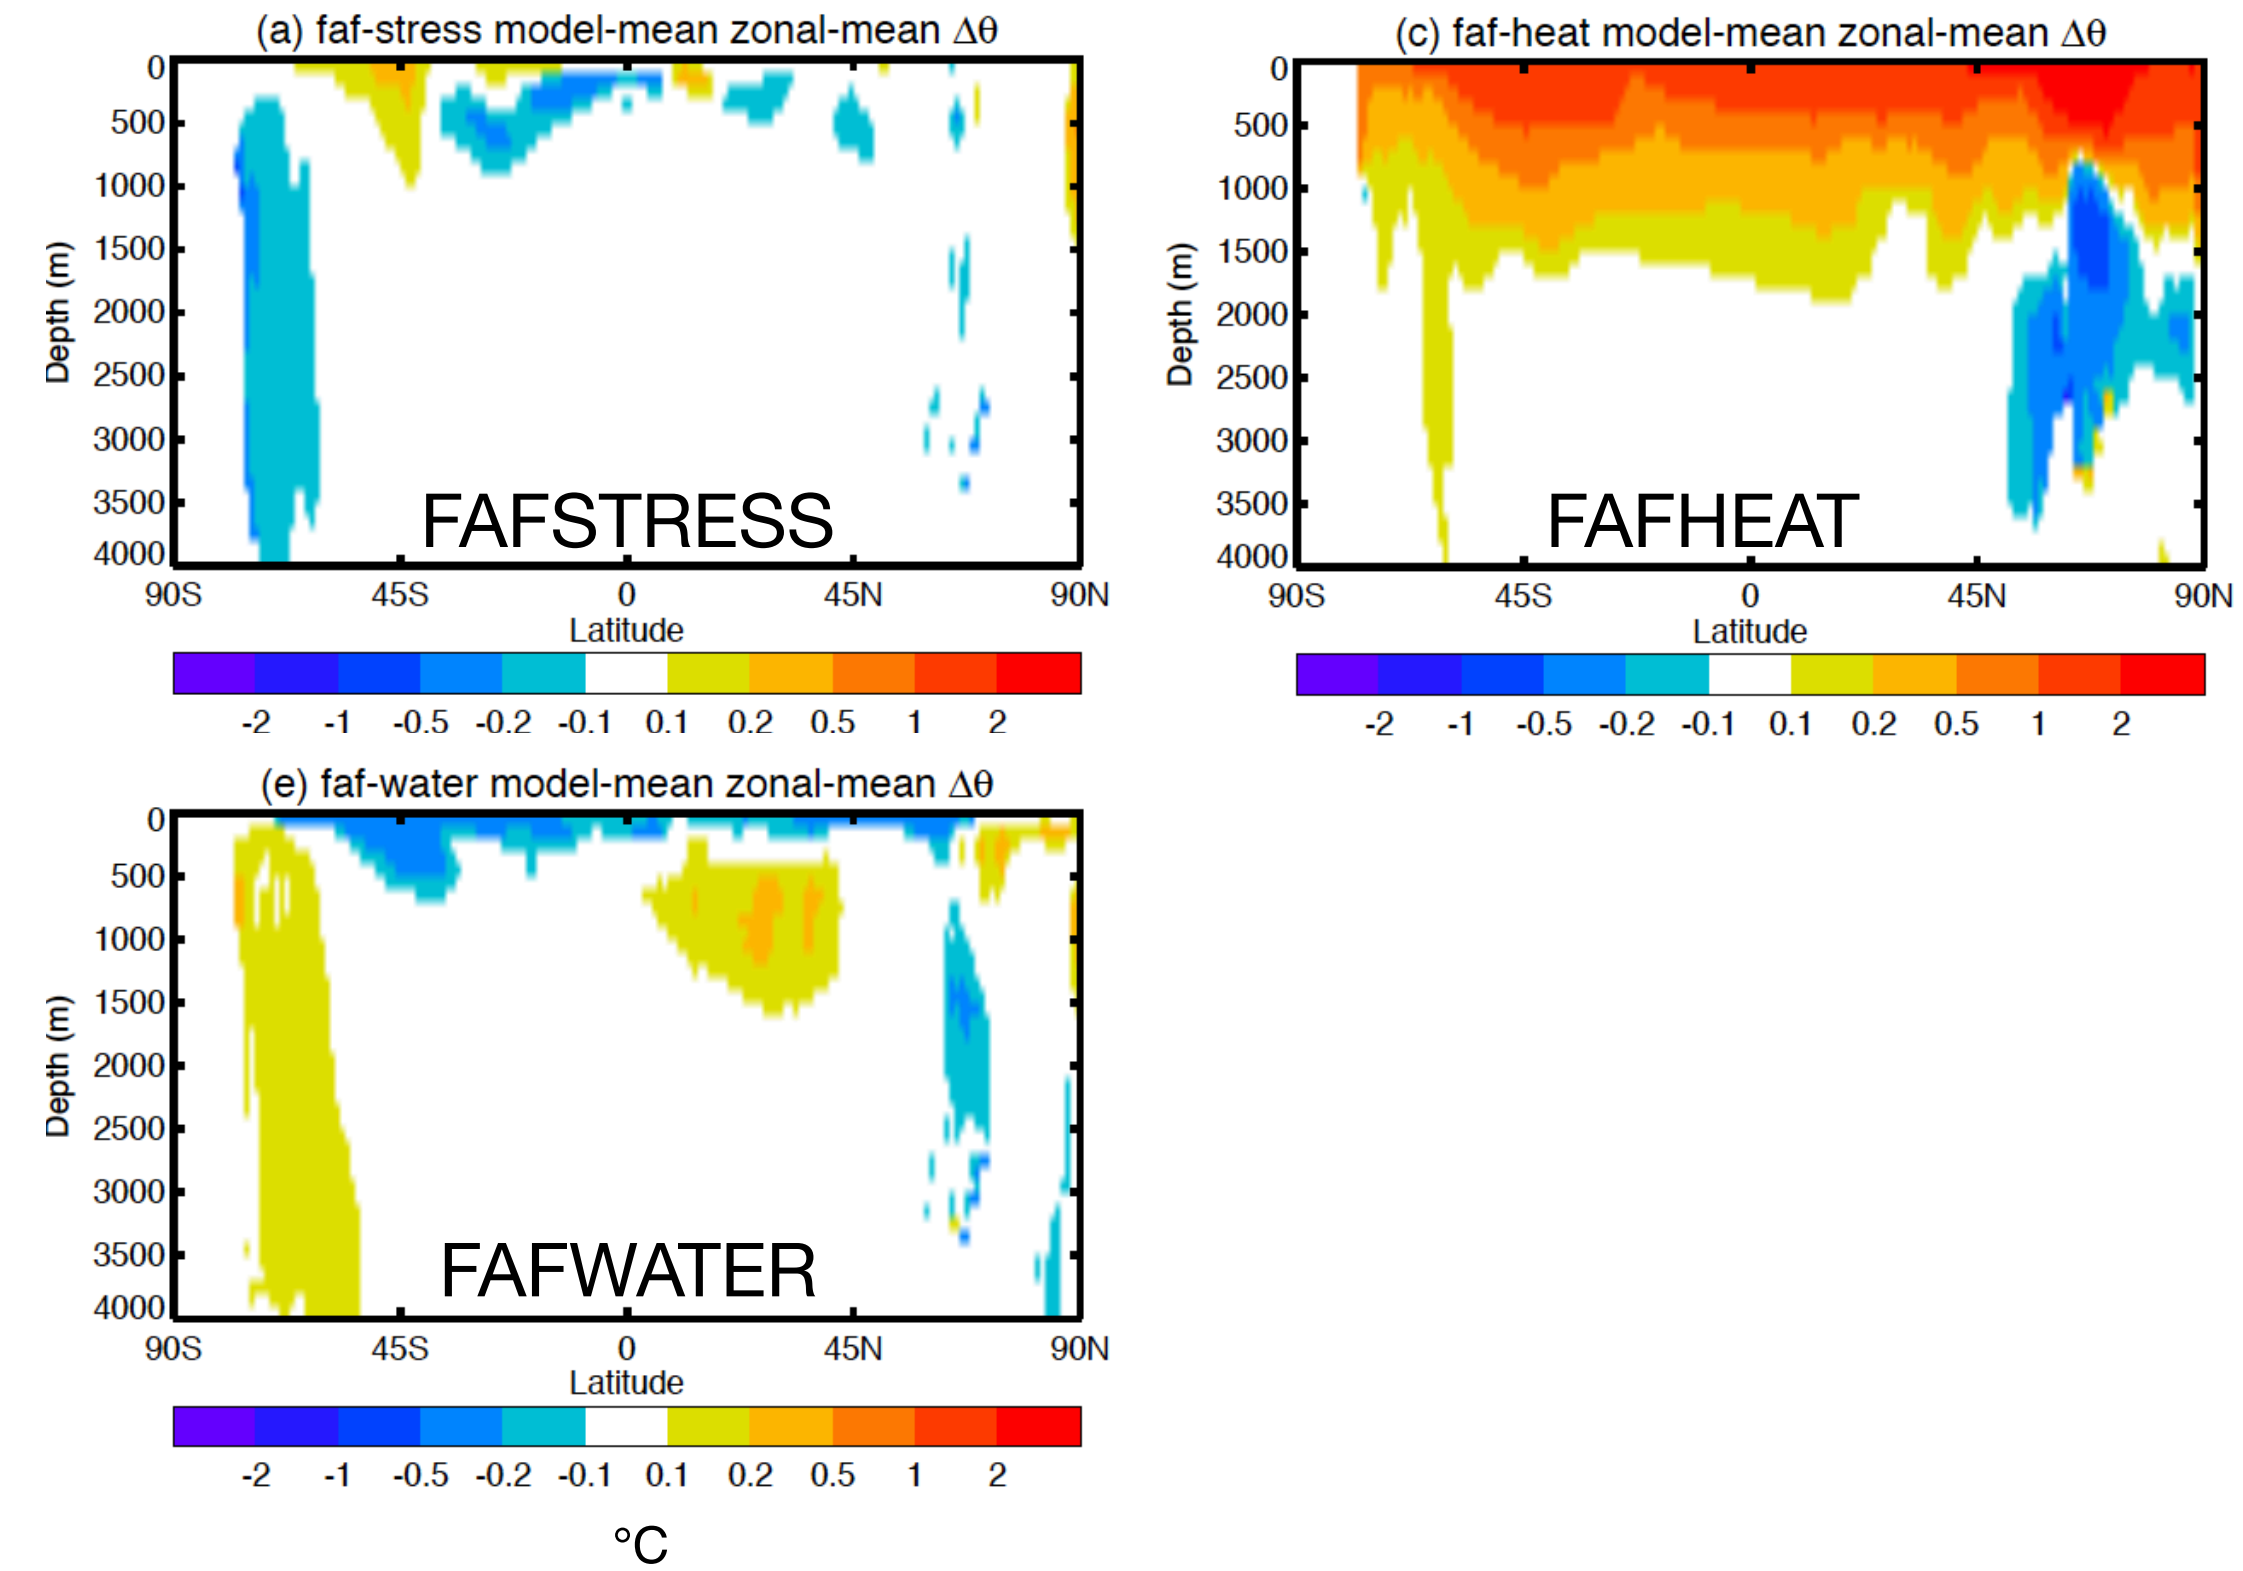 (a) faf-stress model-mean zonal-mean Δθ
0
500
1000
1500
2000
2500
3000
3500
4000
Depth (m)
FAFSTRESS
90S 45S 0 45N 90N
Latitude
-2 -1 -0.5 -0.2 -0.1 0.1 0.2 0.5 1 2
(c) faf-heat model-mean zonal-mean Δθ
0
500
1000
1500
2000
2500
3000
3500
4000
Depth (m)
FAFHEAT
90S 45S 0 45N 90N
Latitude
-2 -1 -0.5 -0.2 -0.1 0.1 0.2 0.5 1 2
(e) faf-water model-mean zonal-mean Δθ
0
500
1000
1500
2000
2500
3000
3500
4000
Depth (m)
FAFWATER
90S 45S 0 45N 90N
Latitude
-2 -1 -0.5 -0.2 -0.1 0.1 0.2 0.5 1 2
°C